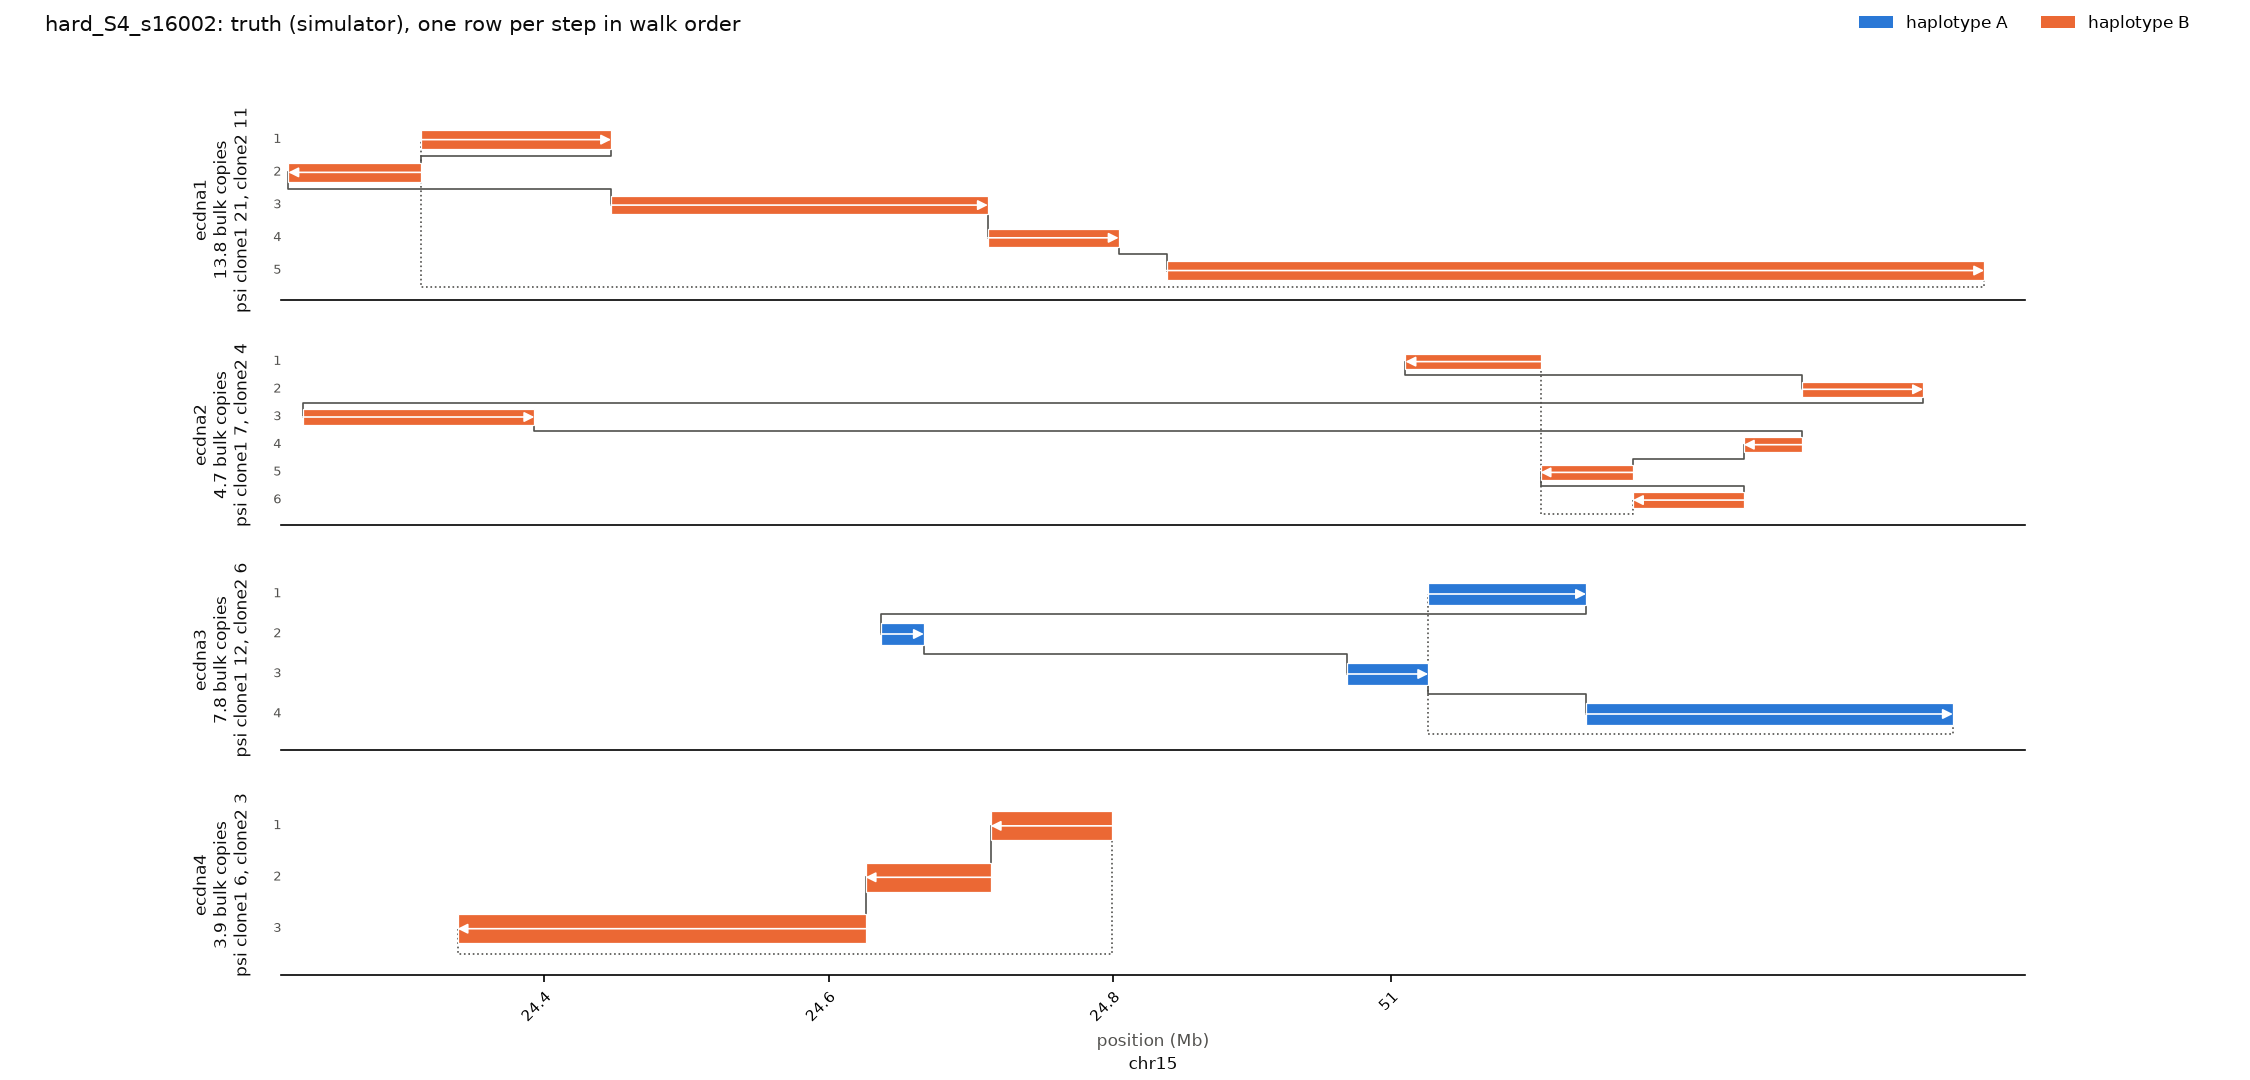 hard_S4_s16002: truth (simulator), one row per step in walk order
haplotype A
haplotype B
ecdna1
13.8 bulk copies
psi clone1 21, clone2 11
1
2
3
4
5
ecdna2
4.7 bulk copies
psi clone1 7, clone2 4
1
2
3
4
5
6
ecdna3
7.8 bulk copies
psi clone1 12, clone2 6
1
2
3
4
ecdna4
3.9 bulk copies
psi clone1 6, clone2 3
1
2
3
24.4
24.6
24.8
51
position (Mb)
chr15